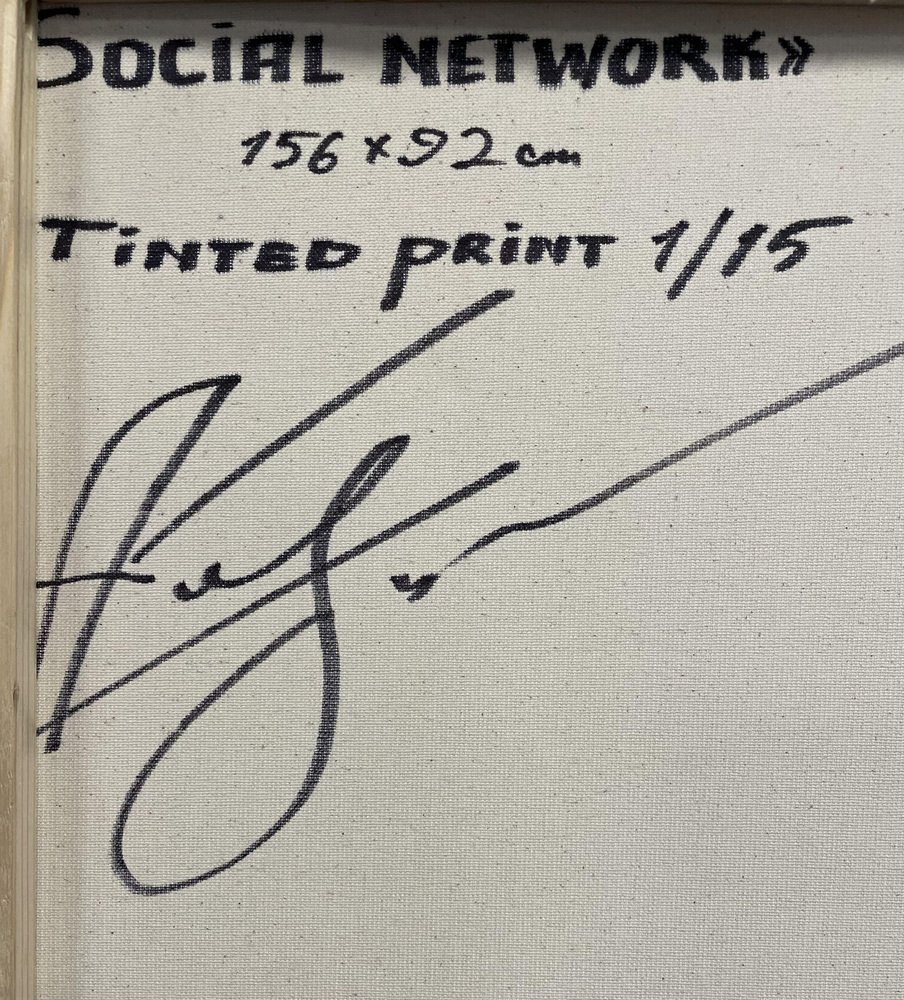 SOCiAL NETWORK»
156 x 92 cm
TiNTED PRiNT 1/15